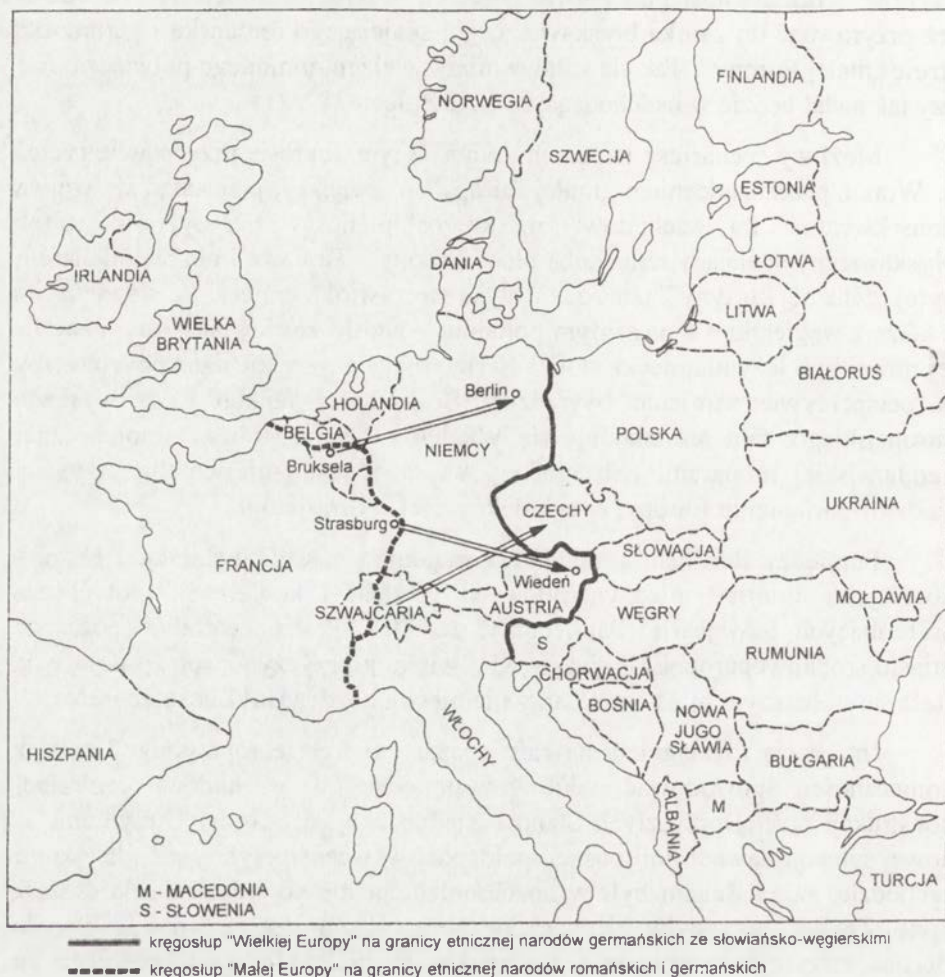 NORWEGIA
FINLANDIA
SZWECJA
ESTONIA
ŁOTWA
DANIA
LITWA
IRLANDIA
WIELKA
BRYTANIA
BIAŁORUŚ
HOLANDIA
Berlin
BELGIA
NIEMCY
POLSKA
Bruksela
CZECHY
UKRAINA
Strasburg
SŁOWACJA
FRANCJA
Wiedeń
MOŁDAWIA
SZWAJCARIA
AUSTRIA
WĘGRY
S
RUMUNIA
CHORWACJA
BOŚNIA
NOWA
JUGO
SŁAWIA
WŁOCHY
HISZPANIA
BUŁGARIA
ALBANIA
M
TURCJA
M - MACEDONIA
S - SŁOWENIA
kręgosłup "Wielkiej Europy" na granicy etnicznej narodów germańskich ze słowiańsko-węgierskimi
kręgosłup "Małej Europy" na granicy etnicznej narodów romańskich i germańskich